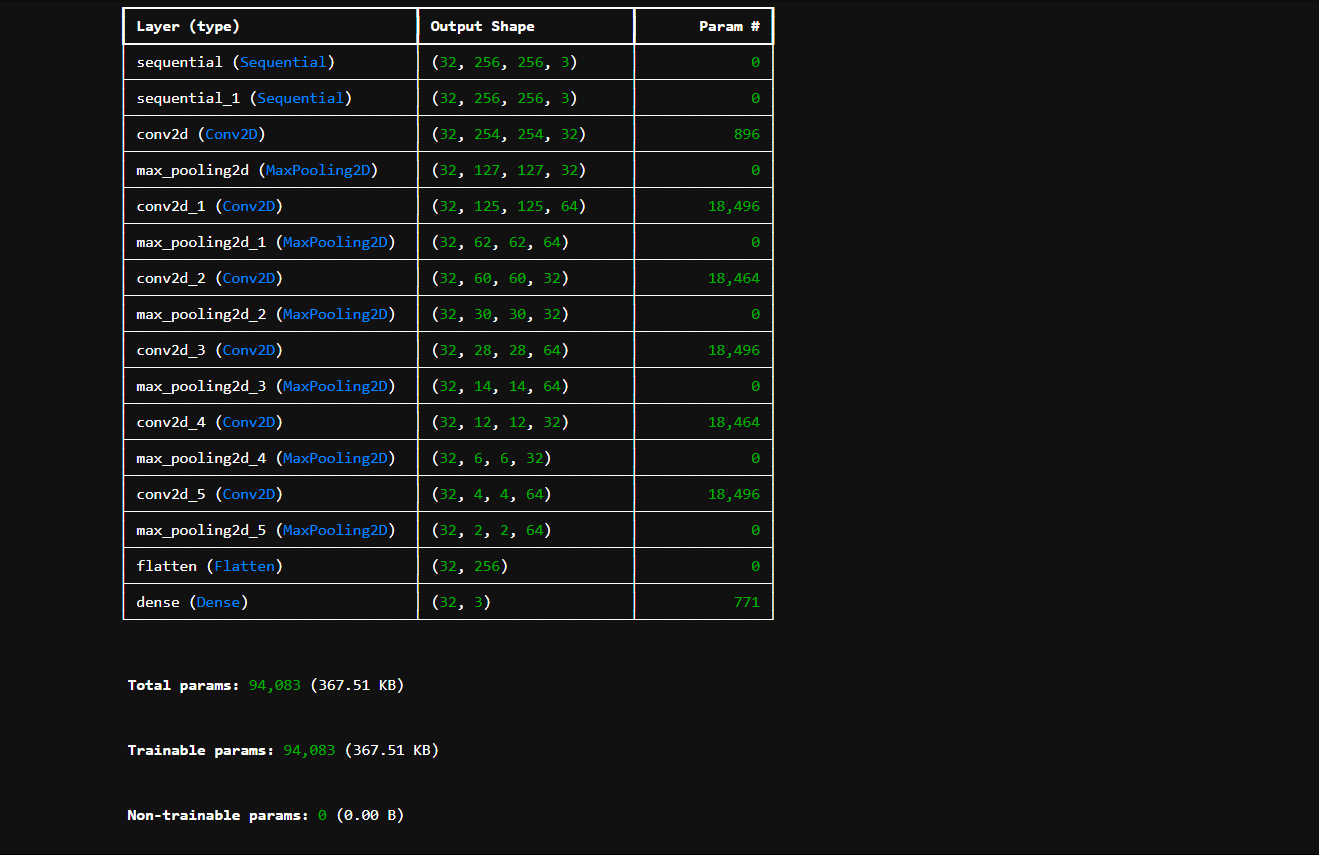 Layer (type) Output Shape Param #
sequential (Sequential) (32, 256, 256, 3) 0
sequential_1 (Sequential) (32, 256, 256, 3) 0
conv2d (Conv2D) (32, 254, 254, 32) 896
max_pooling2d (MaxPooling2D) (32, 127, 127, 32) 0
conv2d_1 (Conv2D) (32, 125, 125, 64) 18,496
max_pooling2d_1 (MaxPooling2D) (32, 62, 62, 64) 0
conv2d_2 (Conv2D) (32, 60, 60, 32) 18,464
max_pooling2d_2 (MaxPooling2D) (32, 30, 30, 32) 0
conv2d_3 (Conv2D) (32, 28, 28, 64) 18,496
max_pooling2d_3 (MaxPooling2D) (32, 14, 14, 64) 0
conv2d_4 (Conv2D) (32, 12, 12, 32) 18,464
max_pooling2d_4 (MaxPooling2D) (32, 6, 6, 32) 0
conv2d_5 (Conv2D) (32, 4, 4, 64) 18,496
max_pooling2d_5 (MaxPooling2D) (32, 2, 2, 64) 0
flatten (Flatten) (32, 256) 0
dense (Dense) (32, 3) 771
Total params: 94,083 (367.51 KB)
Trainable params: 94,083 (367.51 KB)
Non-trainable params: 0 (0.00 B)